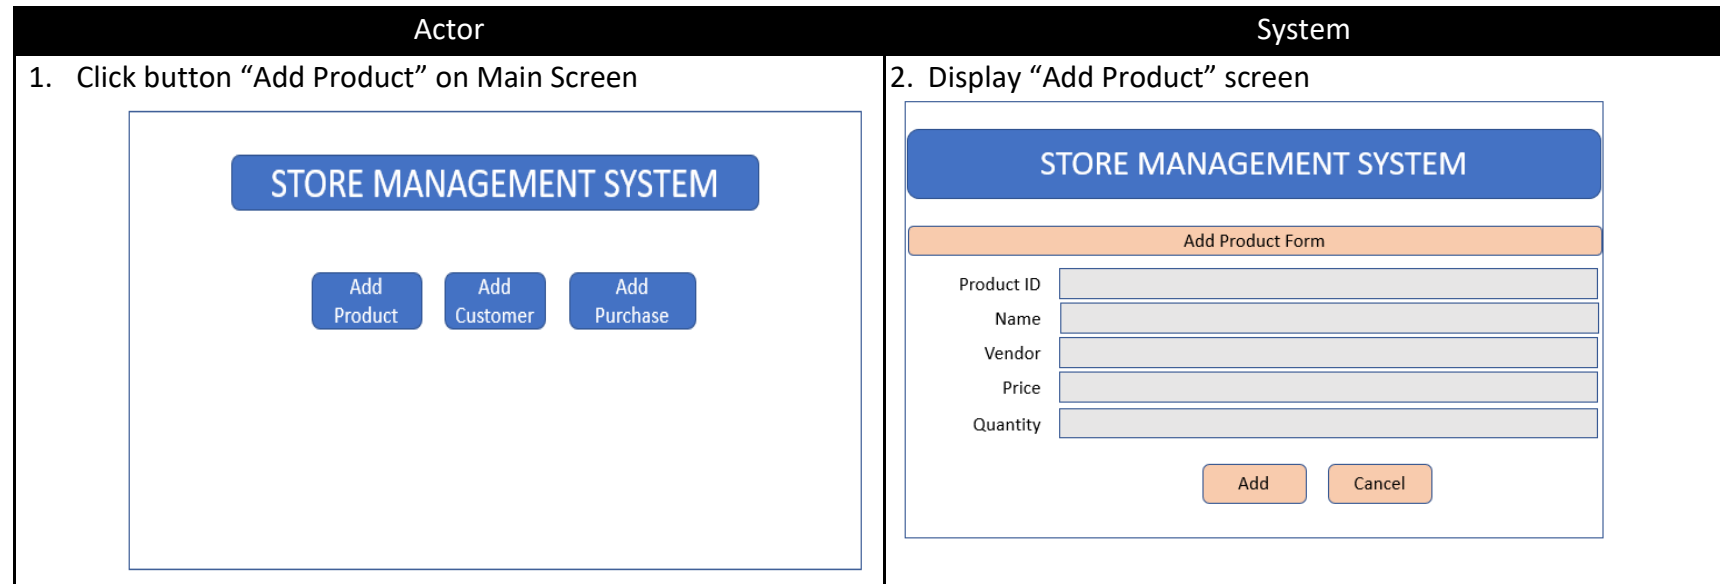 Actor
System
1. Click button “Add Product” on Main Screen
STORE MANAGEMENT SYSTEM
Add
Product
Add
Customer
Add
Purchase
2. Display “Add Product” screen
STORE MANAGEMENT SYSTEM
Add Product Form
Product ID
Name
Vendor
Price
Quantity
Add
Cancel